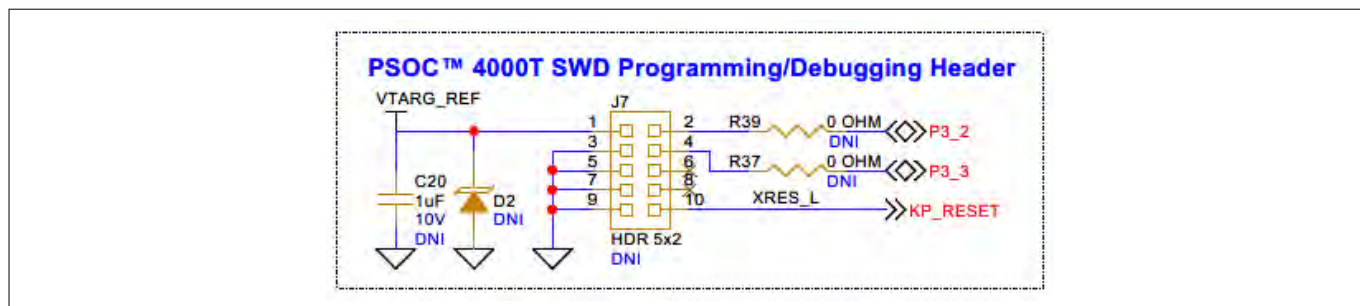 PSOC™ 4000T SWD Programming/Debugging Header
VTARG_REF
J7
1 2 R39 0 OHM P3_2
DNI
3 4
5 6 R37 0 OHM P3_3
DNI
7 8
9 10 XRES_L KP_RESET
C20
1uF
10V
DNI
D2
DNI
HDR 5x2
DNI